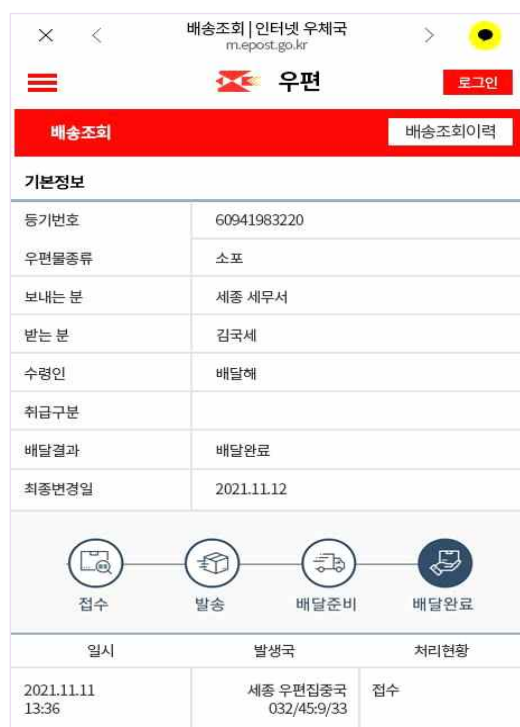 배송조회 | 인터넷 우체국
m.epost.go.kr
우편
로그인
배송조회
배송조회이력
기본정보
등기번호 60941983220
우편물종류 소포
보내는 분 세종 세무서
받는 분 김국세
수령인 배달해
취급구분
배달결과 배달완료
최종변경일 2021.11.12
접수 발송 배달준비 배달완료
일시 발생국 처리현황
2021.11.11 세종 우편집중국 접수
13:36 032/45:9/33